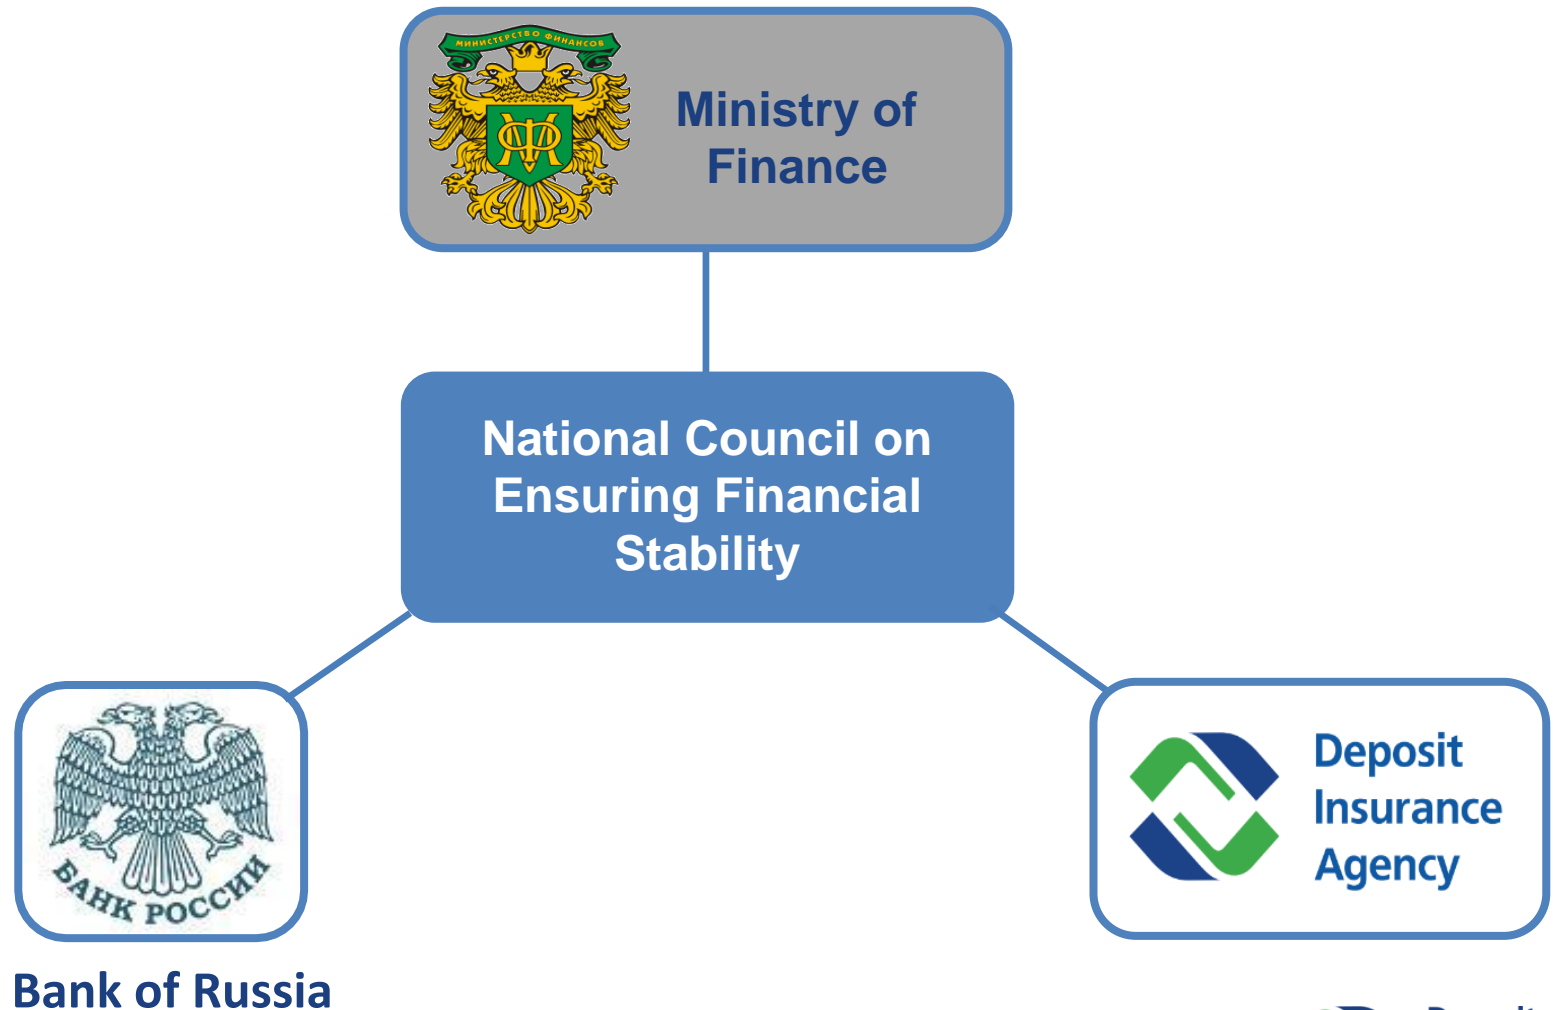 МИНИСТЕРСТВО ФИНАНСОВ
Ministry of
Finance
National Council on
Ensuring Financial
Stability
БАНК РОССИИ
Bank of Russia
Deposit
Insurance
Agency